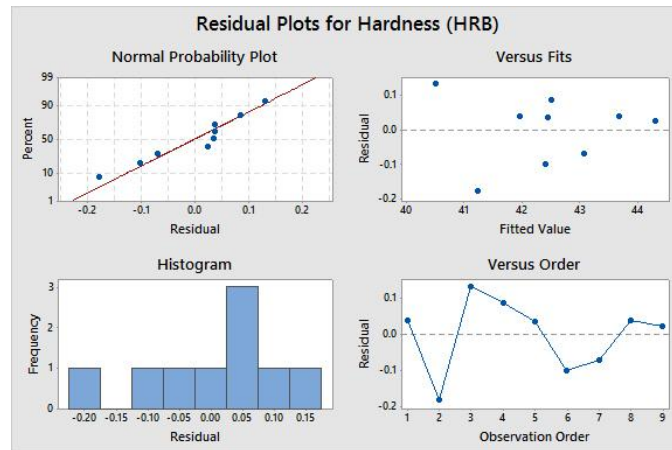 Residual Plots for Hardness (HRB)
Normal Probability Plot
99
90
50
10
1
Percent
-0.2 -0.1 0.0 0.1 0.2
Residual
Versus Fits
0.1
0.0
-0.1
-0.2
Residual
40 41 42 43 44
Fitted Value
Histogram
3
2
1
0
Frequency
-0.20 -0.15 -0.10 -0.05 0.00 0.05 0.10 0.15
Residual
Versus Order
0.1
0.0
-0.1
-0.2
Residual
1 2 3 4 5 6 7 8 9
Observation Order